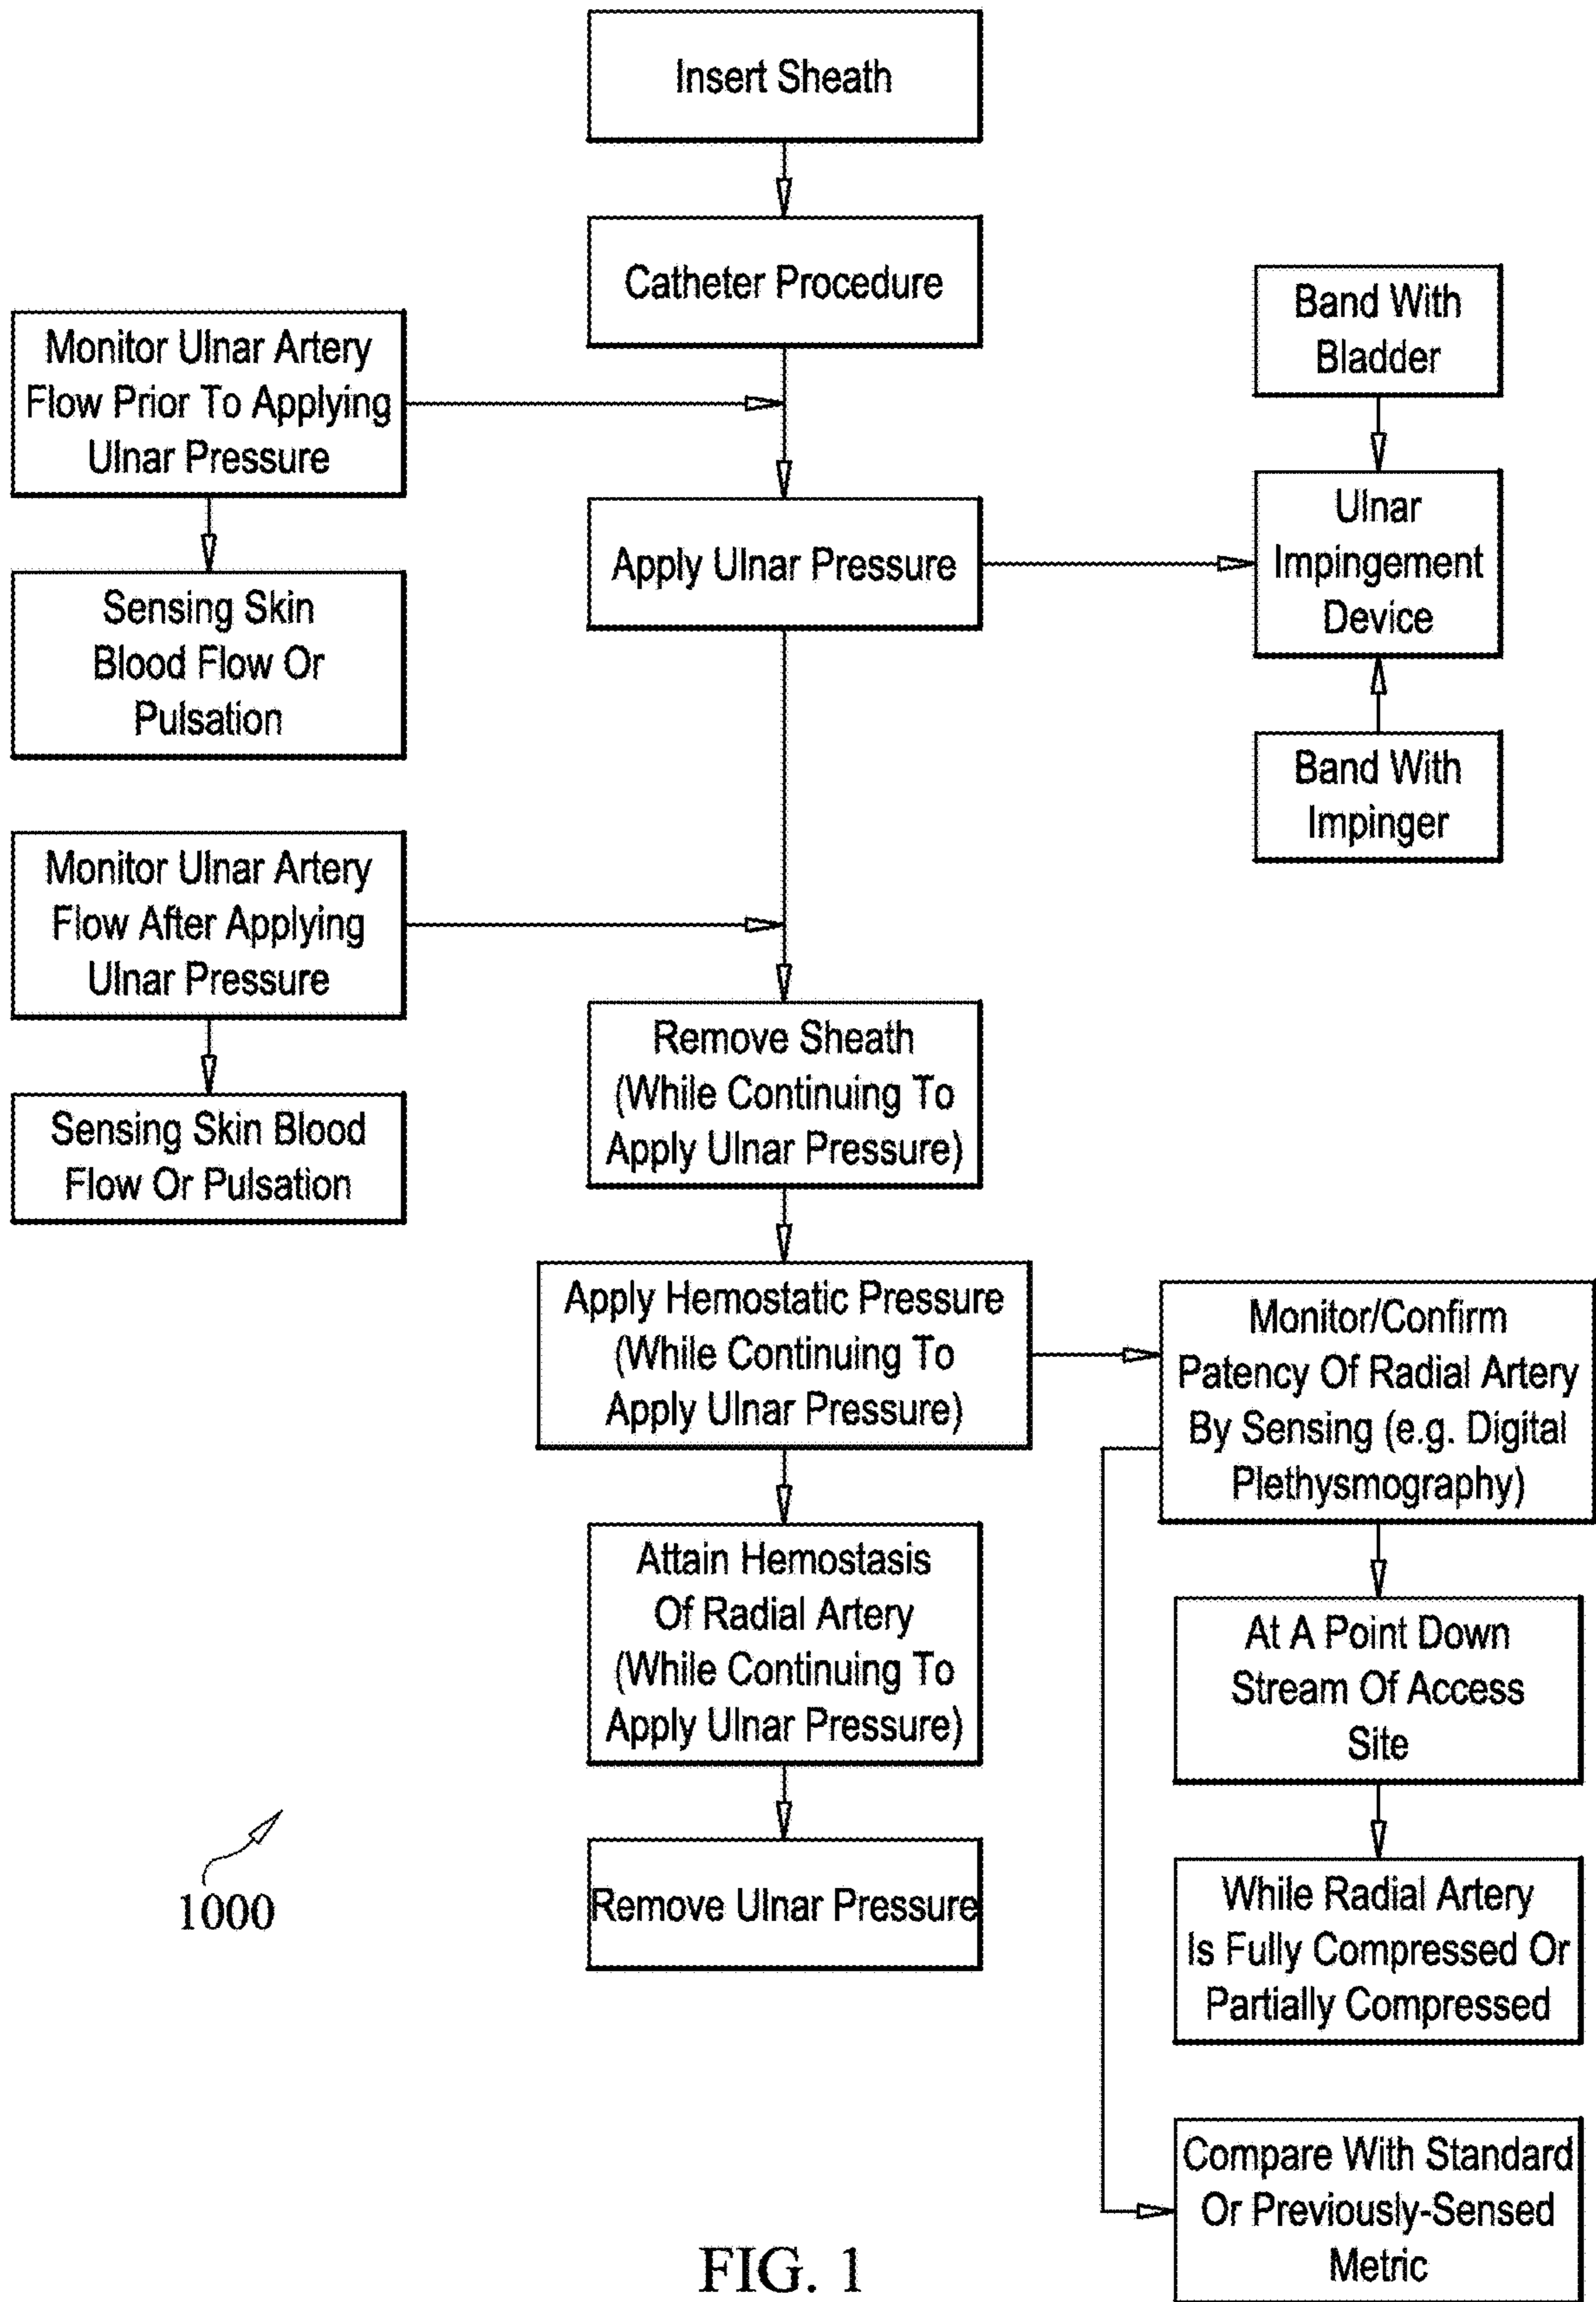 Insert Sheath
Catheter Procedure
Monitor Ulnar Artery
Flow Prior To Applying
Ulnar Pressure
Band With
Bladder
Sensing Skin
Blood Flow Or
Pulsation
Apply Ulnar Pressure
Ulnar
Impingement
Device
Band With
Impinger
Monitor Ulnar Artery
Flow After Applying
Ulnar Pressure
Sensing Skin Blood
Flow Or Pulsation
Remove Sheath
(While Continuing To
Apply Ulnar Pressure)
Apply Hemostatic Pressure
(While Continuing To
Apply Ulnar Pressure)
Monitor/Confirm
Patency Of Radial Artery
By Sensing (e.g. Digital
Plethysmography)
Attain Hemostasis
Of Radial Artery
(While Continuing To
Apply Ulnar Pressure)
At A Point Down
Stream Of Access
Site
Remove Ulnar Pressure
While Radial Artery
Is Fully Compressed Or
Partially Compressed
1000
Compare With Standard
Or Previously-Sensed
Metric
FIG. 1